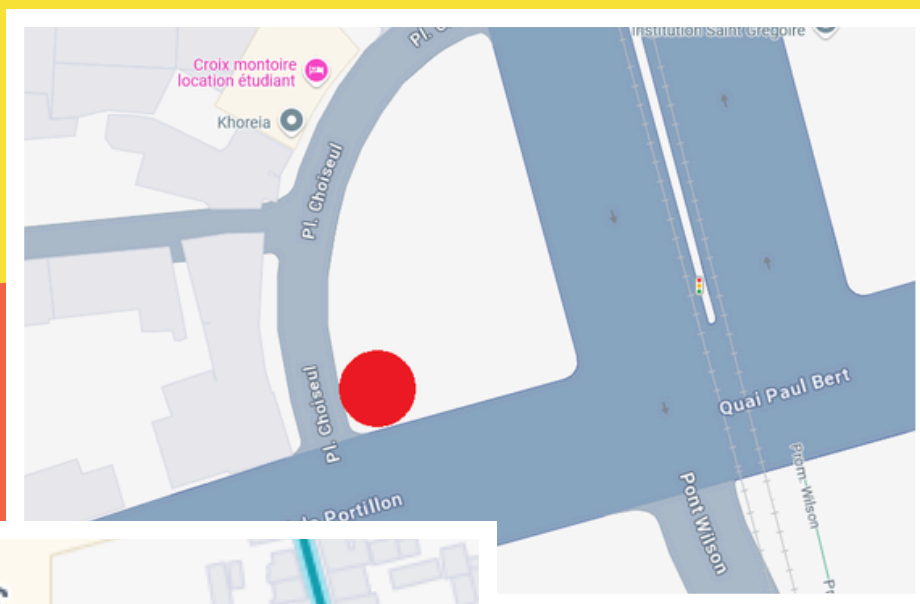 Pl. C
Institution Saint Grégoire
Croix montoire
location étudiant
Khoreia
Pl. Choiseul
Pl. Choiseul
Quai Paul Bert
Portillon
Pont Wilson
Prom. Wilson